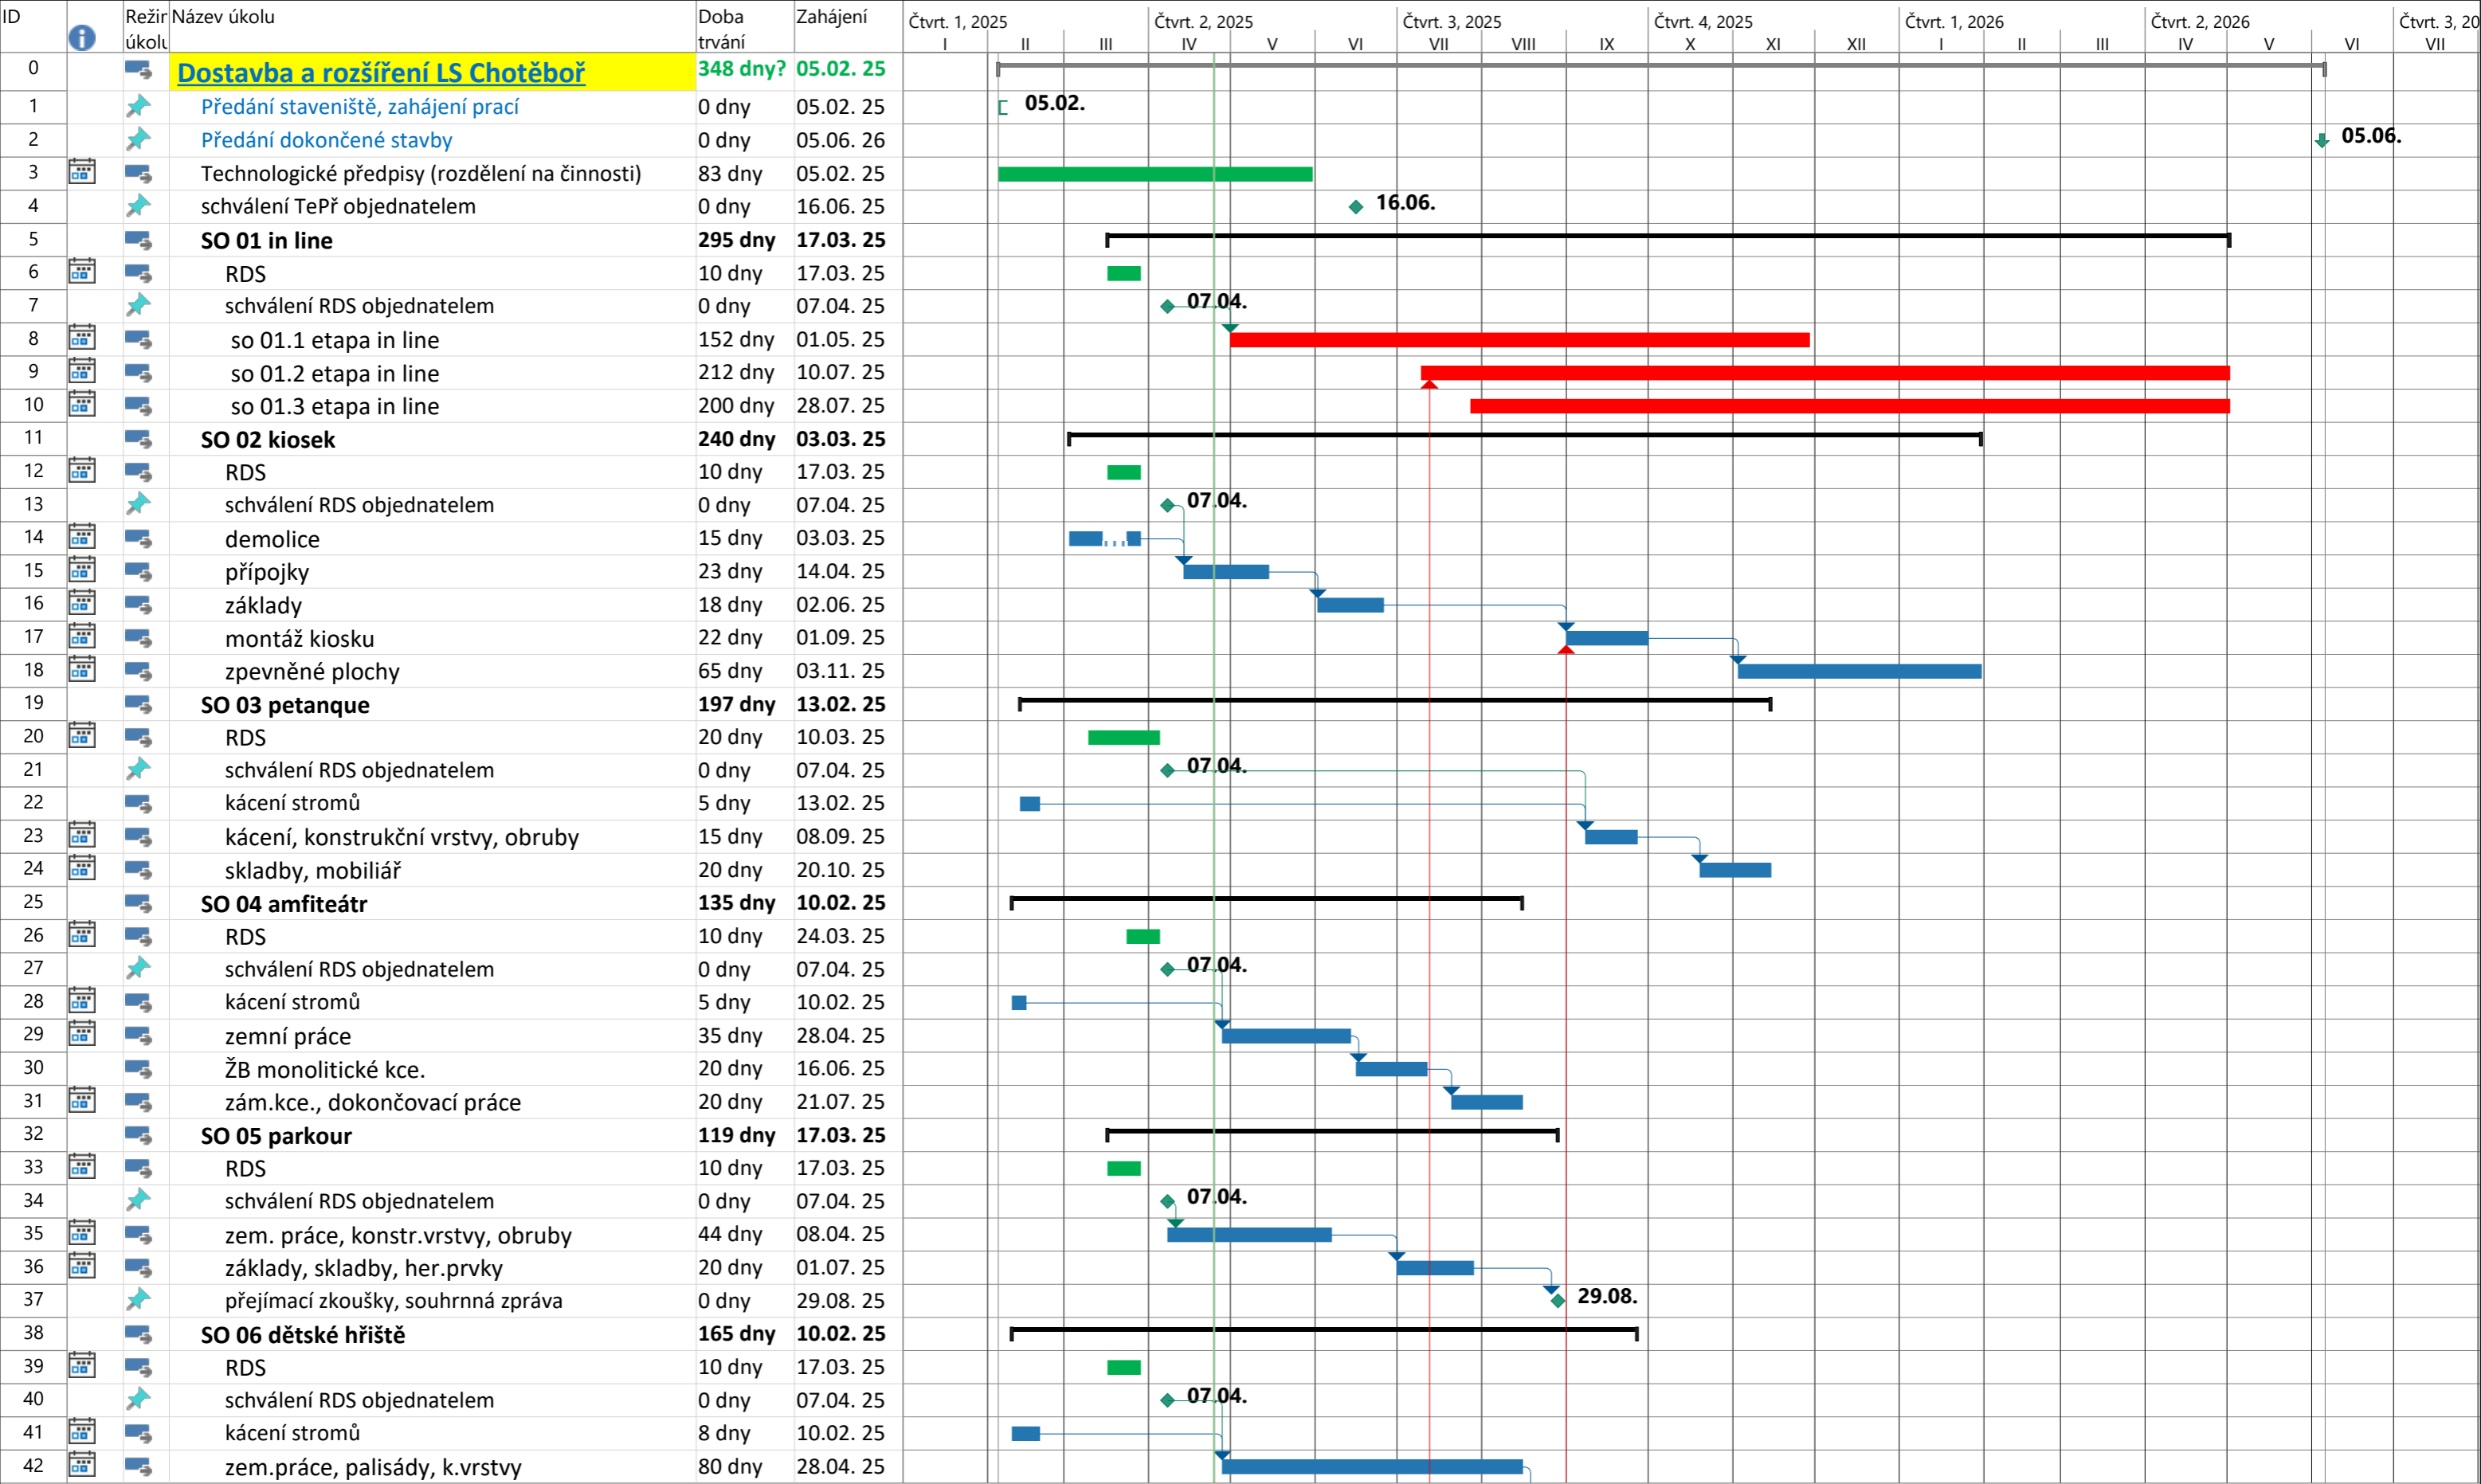 ID Režir Název úkolu Doba Zahájení Čtvrt. 1, 2025 Čtvrt. 2, 2025 Čtvrt. 3, 2025 Čtvrt. 4, 2025 Čtvrt. 1, 2026 Čtvrt. 2, 2026 Čtvrt. 3, 20
úkolu trvání I II III IV V VI VII VIII IX X XI XII I II III IV V VI VII
0 Dostavba a rozšíření LS Chotěboř 348 dny? 05.02. 25
1 Předání staveniště, zahájení prací 0 dny 05.02. 25 05.02.
2 Předání dokončené stavby 0 dny 05.06. 26 05.06.
3 Technologické předpisy (rozdělení na činnosti) 83 dny 05.02. 25
4 schválení TePř objednatelem 0 dny 16.06. 25 16.06.
5 SO 01 in line 295 dny 17.03. 25
6 RDS 10 dny 17.03. 25
7 schválení RDS objednatelem 0 dny 07.04. 25 07.04.
8 so 01.1 etapa in line 152 dny 01.05. 25
9 so 01.2 etapa in line 212 dny 10.07. 25
10 so 01.3 etapa in line 200 dny 28.07. 25
11 SO 02 kiosek 240 dny 03.03. 25
12 RDS 10 dny 17.03. 25
13 schválení RDS objednatelem 0 dny 07.04. 25 07.04.
14 demolice 15 dny 03.03. 25
15 přípojky 23 dny 14.04. 25
16 základy 18 dny 02.06. 25
17 montáž kiosku 22 dny 01.09. 25
18 zpevněné plochy 65 dny 03.11. 25
19 SO 03 petanque 197 dny 13.02. 25
20 RDS 20 dny 10.03. 25
21 schválení RDS objednatelem 0 dny 07.04. 25 07.04.
22 kácení stromů 5 dny 13.02. 25
23 kácení, konstrukční vrstvy, obruby 15 dny 08.09. 25
24 skladby, mobiliář 20 dny 20.10. 25
25 SO 04 amfiteátr 135 dny 10.02. 25
26 RDS 10 dny 24.03. 25
27 schválení RDS objednatelem 0 dny 07.04. 25 07.04.
28 kácení stromů 5 dny 10.02. 25
29 zemní práce 35 dny 28.04. 25
30 ŽB monolitické kce. 20 dny 16.06. 25
31 zám.kce., dokončovací práce 20 dny 21.07. 25
32 SO 05 parkour 119 dny 17.03. 25
33 RDS 10 dny 17.03. 25
34 schválení RDS objednatelem 0 dny 07.04. 25 07.04.
35 zem. práce, konstr.vrstvy, obruby 44 dny 08.04. 25
36 základy, skladby, her.prvky 20 dny 01.07. 25
37 přejímací zkoušky, souhrnná zpráva 0 dny 29.08. 25 29.08.
38 SO 06 dětské hřiště 165 dny 10.02. 25
39 RDS 10 dny 17.03. 25
40 schválení RDS objednatelem 0 dny 07.04. 25 07.04.
41 kácení stromů 8 dny 10.02. 25
42 zem.práce, palisády, k.vrstvy 80 dny 28.04. 25